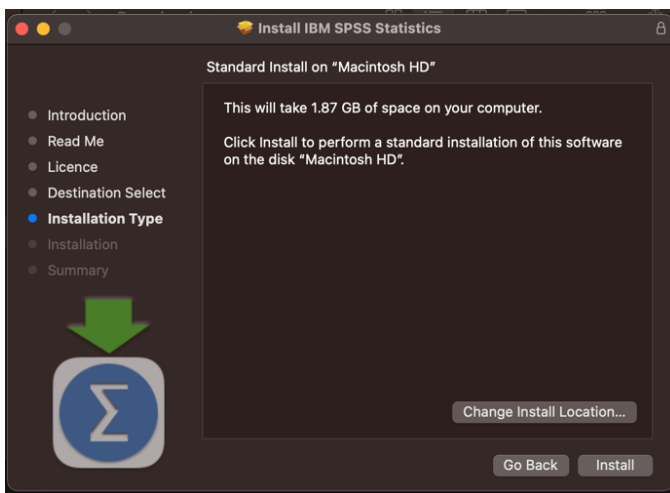 Install IBM SPSS Statistics
Standard Install on “Macintosh HD”
Introduction
Read Me
Licence
Destination Select
Installation Type
Installation
Summary
This will take 1.87 GB of space on your computer.
Click Install to perform a standard installation of this software
on the disk “Macintosh HD”.
Σ
Change Install Location...
Go Back
Install